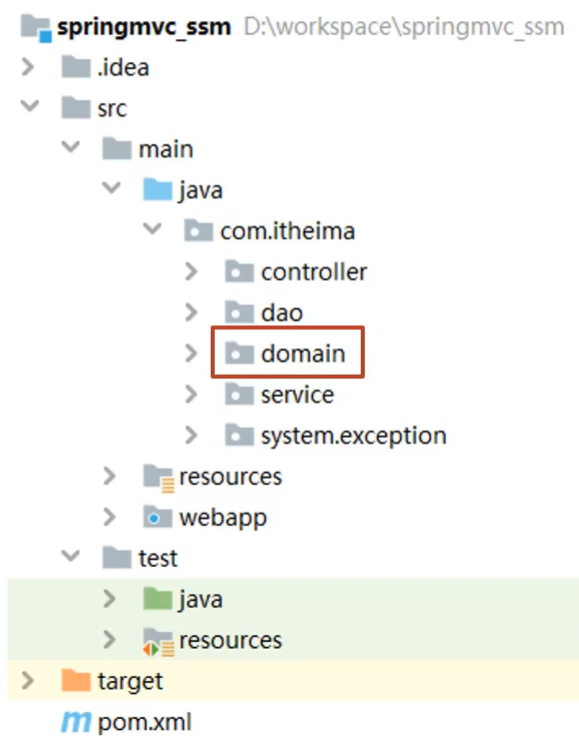 springmvc_ssm D:\workspace\springmvc_ssm
.idea
src
main
java
com.itheima
controller
dao
domain
service
system.exception
resources
webapp
test
java
resources
target
pom.xml